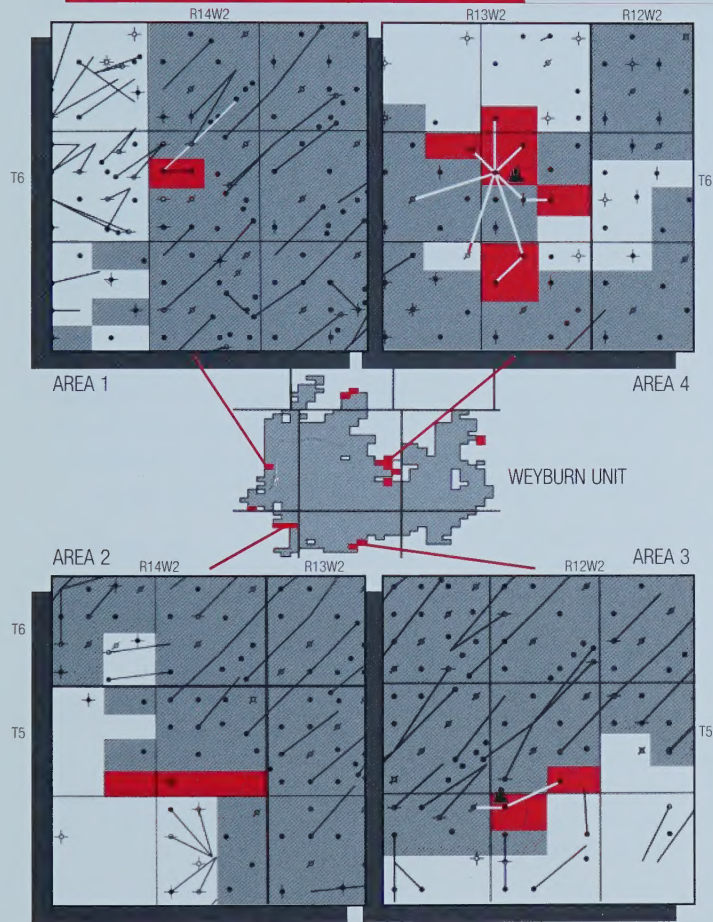 R14W2
R13W2
R12W2
T6
T6
AREA 1
AREA 4
WEYBURN UNIT
AREA 2
AREA 3
R14W2
R13W2
R12W2
T6
T5
T5